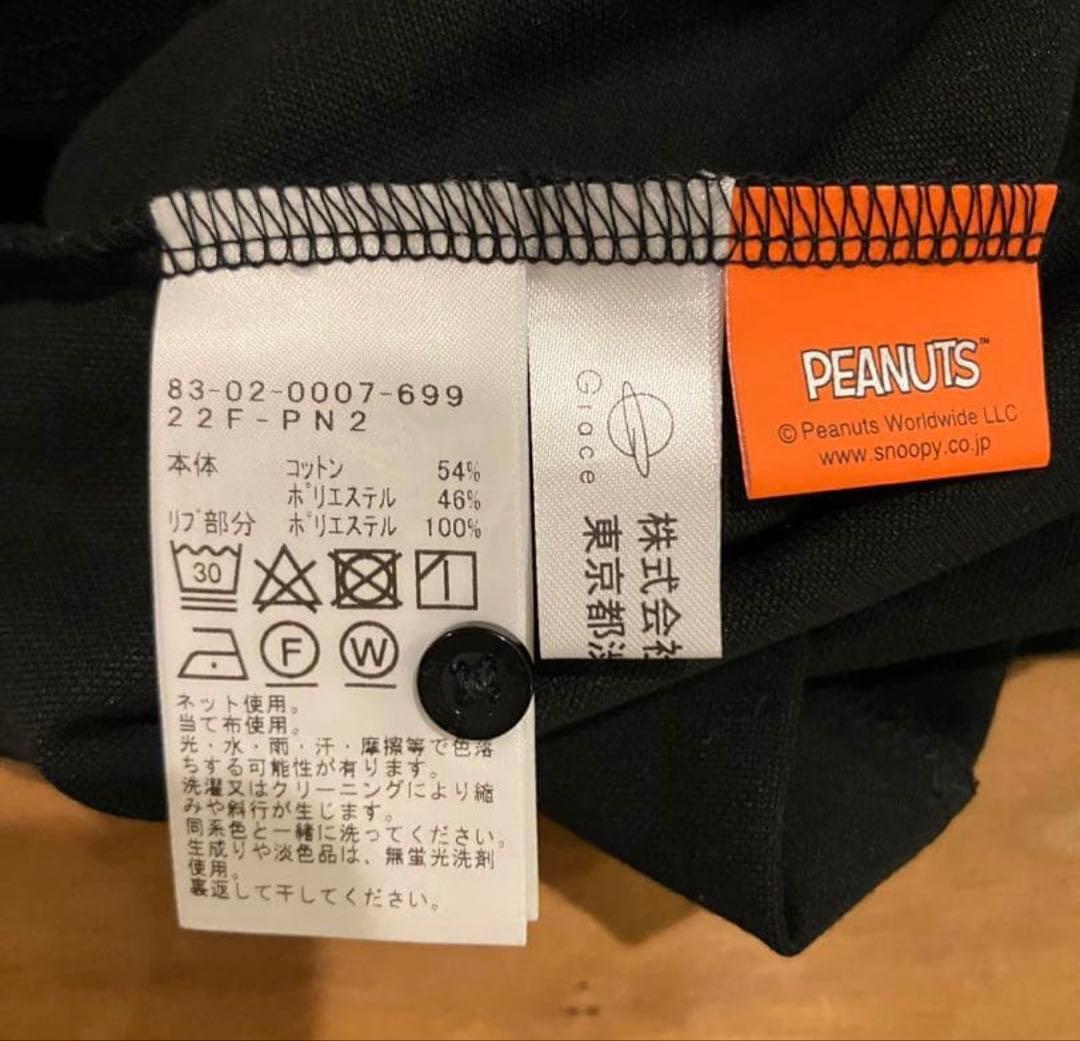 83-02-0007-699
22F-PN2
本体 コットン 54%
ポリエステル 46%
リブ部分 ポリエステル 100%
30
F
W
ネット使用。
当て布使用。
光・水・雨・汗・摩擦等で色落
ちする可能性が有ります。
洗濯又はクリーニングにより縮
みや斜行が生じます。
同系色と一緒に洗ってください。
生成りや淡色品は、無蛍光洗剤
使用。
裏返して干してください。
Grace
株式会社
東京都渋
PEANUTS™
© Peanuts Worldwide LLC
www.snoopy.co.jp